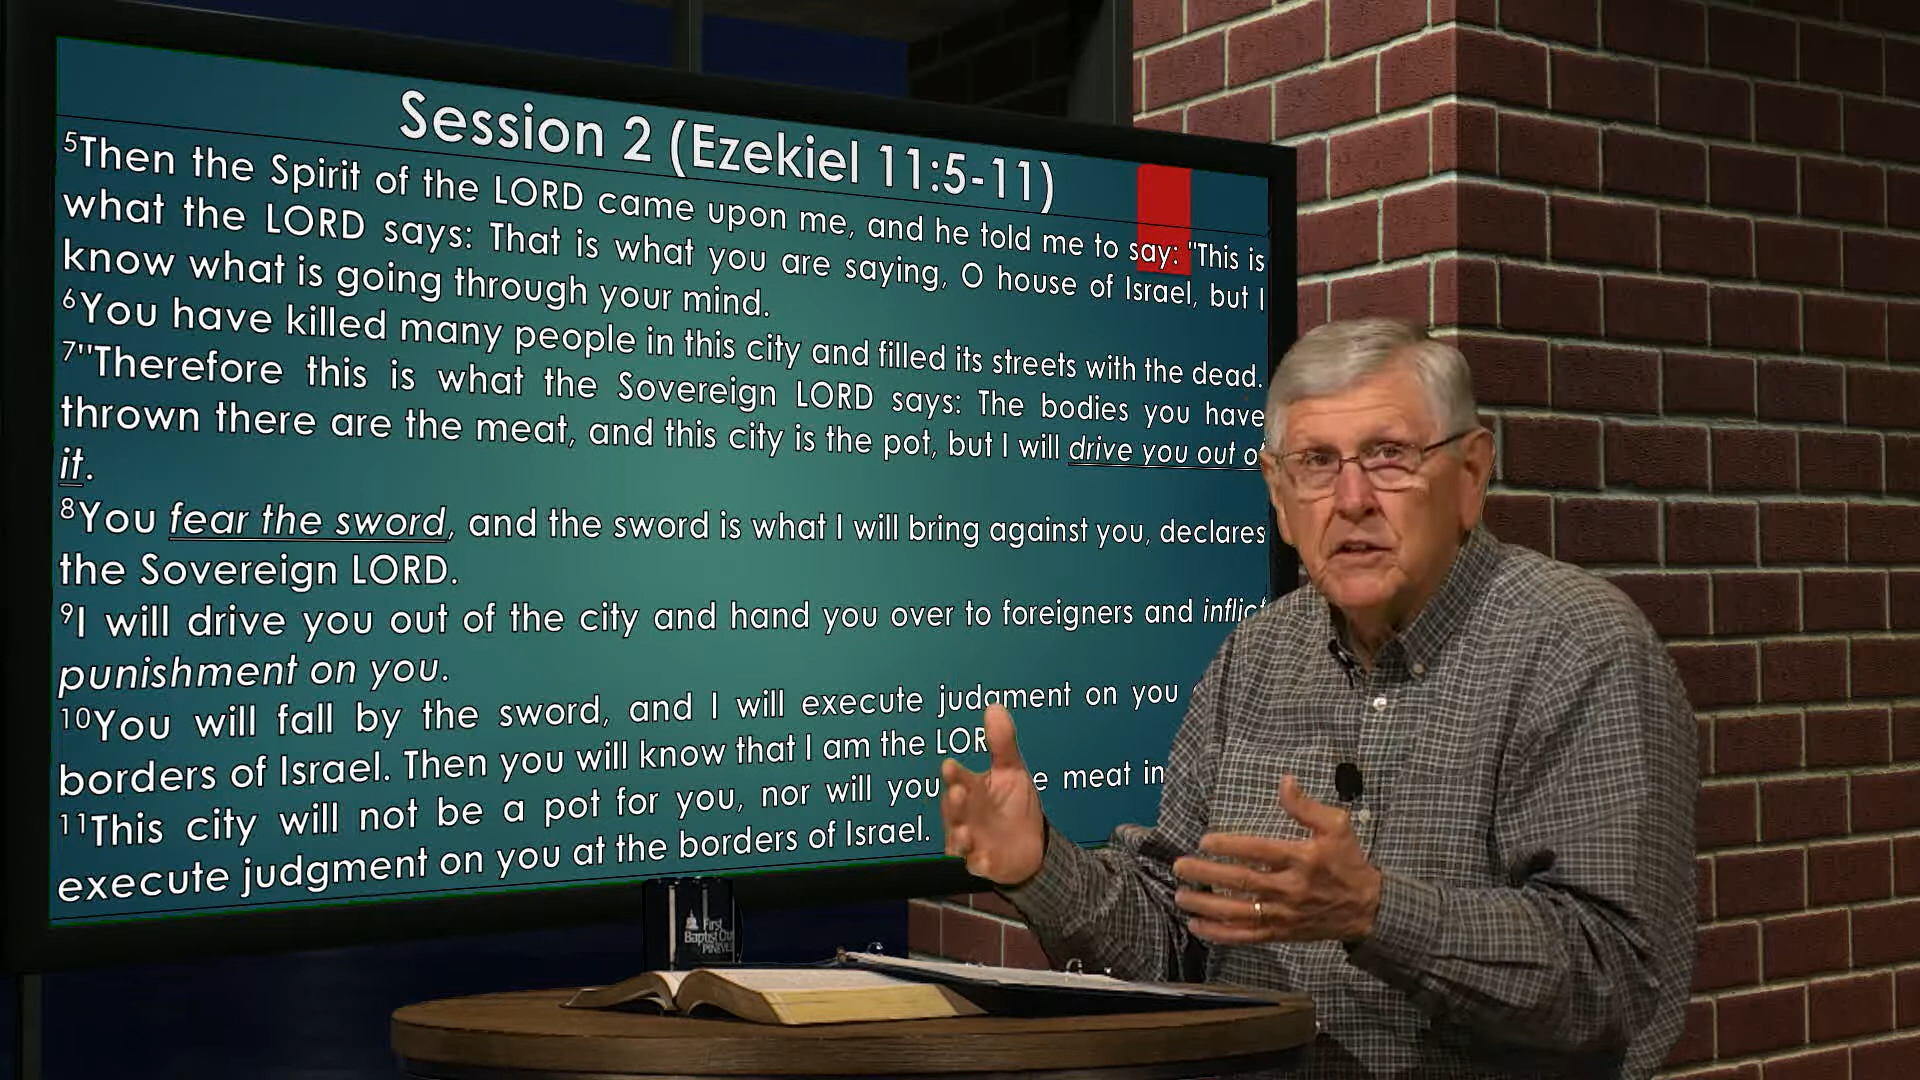 Session 2 (Ezekiel 11:5-11)
⁵Then the Spirit of the LORD came upon me, and he told me to say: "This is
what the LORD says: That is what you are saying, O house of Israel, but I
know what is going through your mind.
⁶You have killed many people in this city and filled its streets with the dead.
⁷"Therefore this is what the Sovereign LORD says: The bodies you have
thrown there are the meat, and this city is the pot, but I will drive you out of
it.
⁸You fear the sword, and the sword is what I will bring against you, declares
the Sovereign LORD.
⁹I will drive you out of the city and hand you over to foreigners and inflict
punishment on you.
¹⁰You will fall by the sword, and I will execute judgment on you
borders of Israel. Then you will know that I am the LOR
¹¹This city will not be a pot for you, nor will you meat in
execute judgment on you at the borders of Israel.
First
Baptist